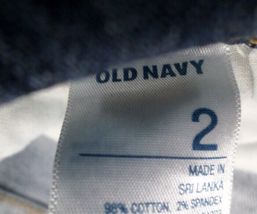 OLD NAVY
2
MADE IN
SRI LANKA
98% COTTON, 2% SPANDEX